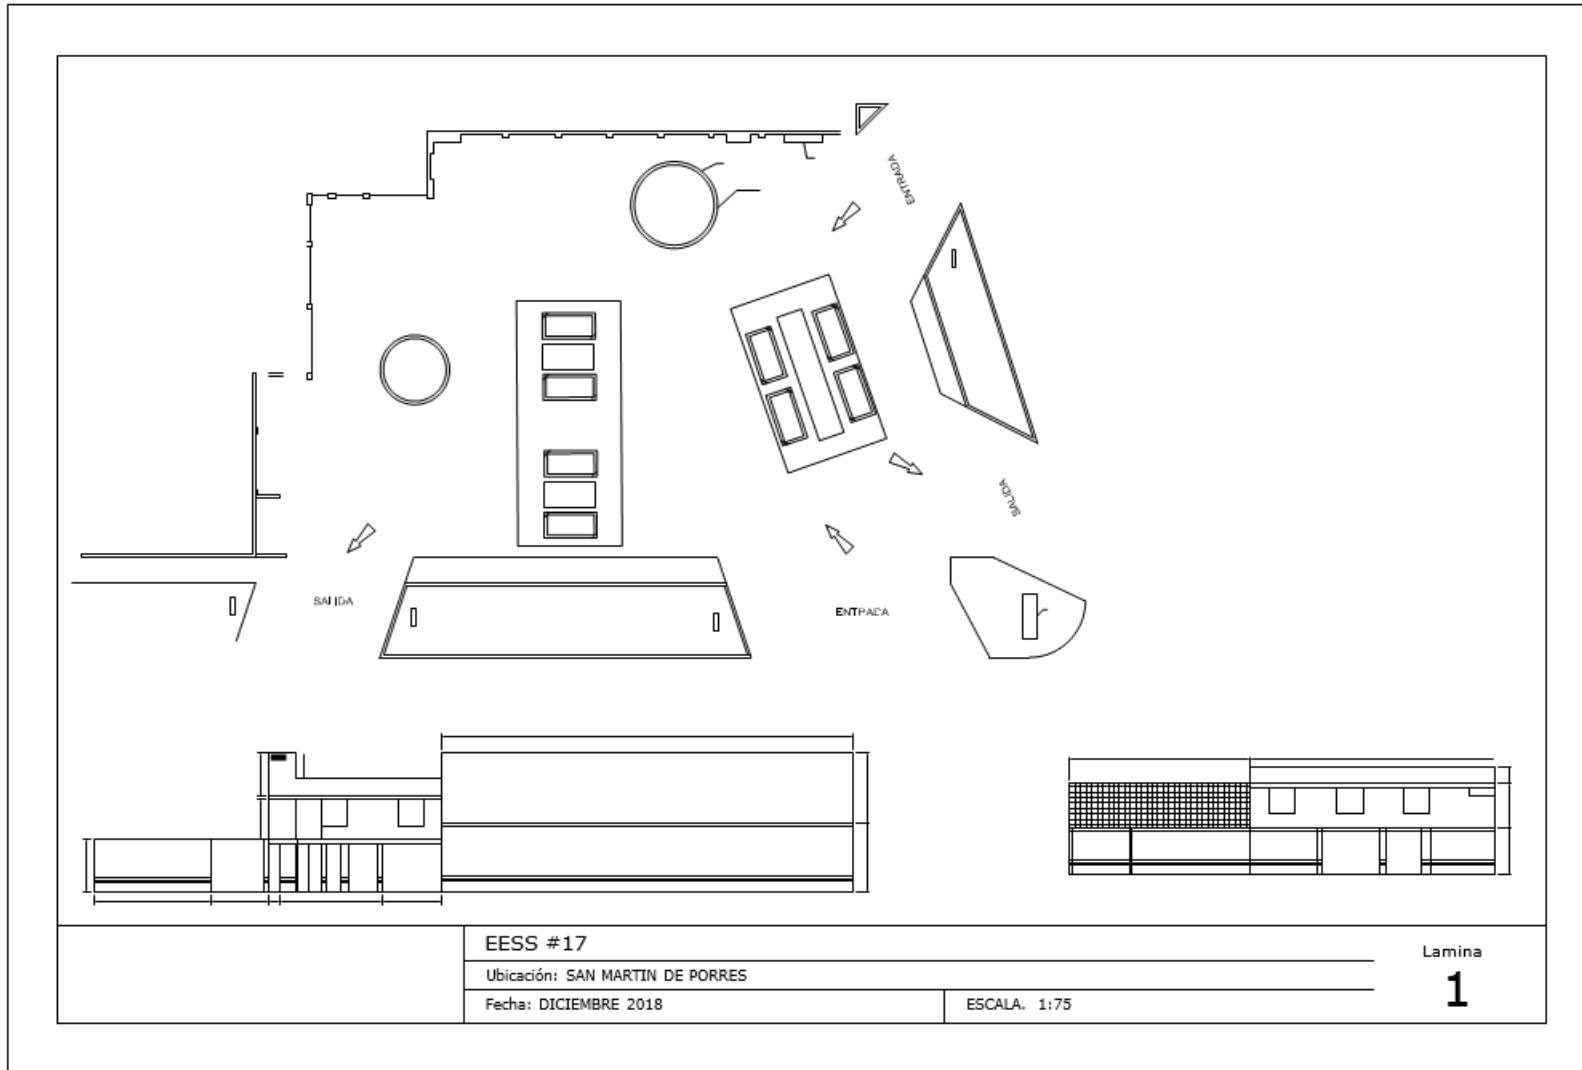 ENTRADA
SALIDA
SALIDA
ENTPADA
EESS #17
Ubicación: SAN MARTIN DE PORRES
Fecha: DICIEMBRE 2018
ESCALA. 1:75
Lamina
1